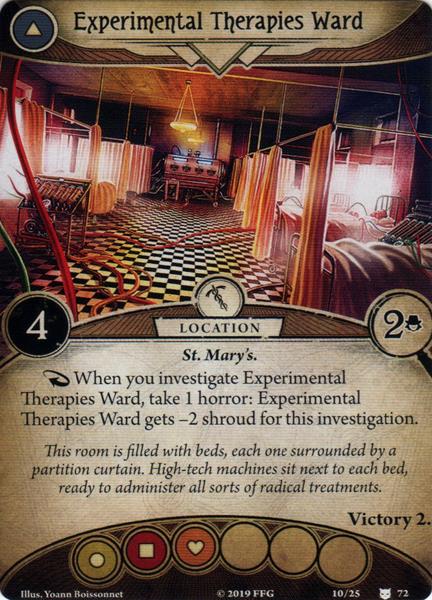 Experimental Therapies Ward
4
LOCATION
2
St. Mary's.
When you investigate Experimental
Therapies Ward, take 1 horror: Experimental
Therapies Ward gets –2 shroud for this investigation.
This room is filled with beds, each one surrounded by a
partition curtain. High-tech machines sit next to each bed,
ready to administer all sorts of radical treatments.
Victory 2.
Illus. Yoann Boissonnet
© 2019 FFG
10/25
72